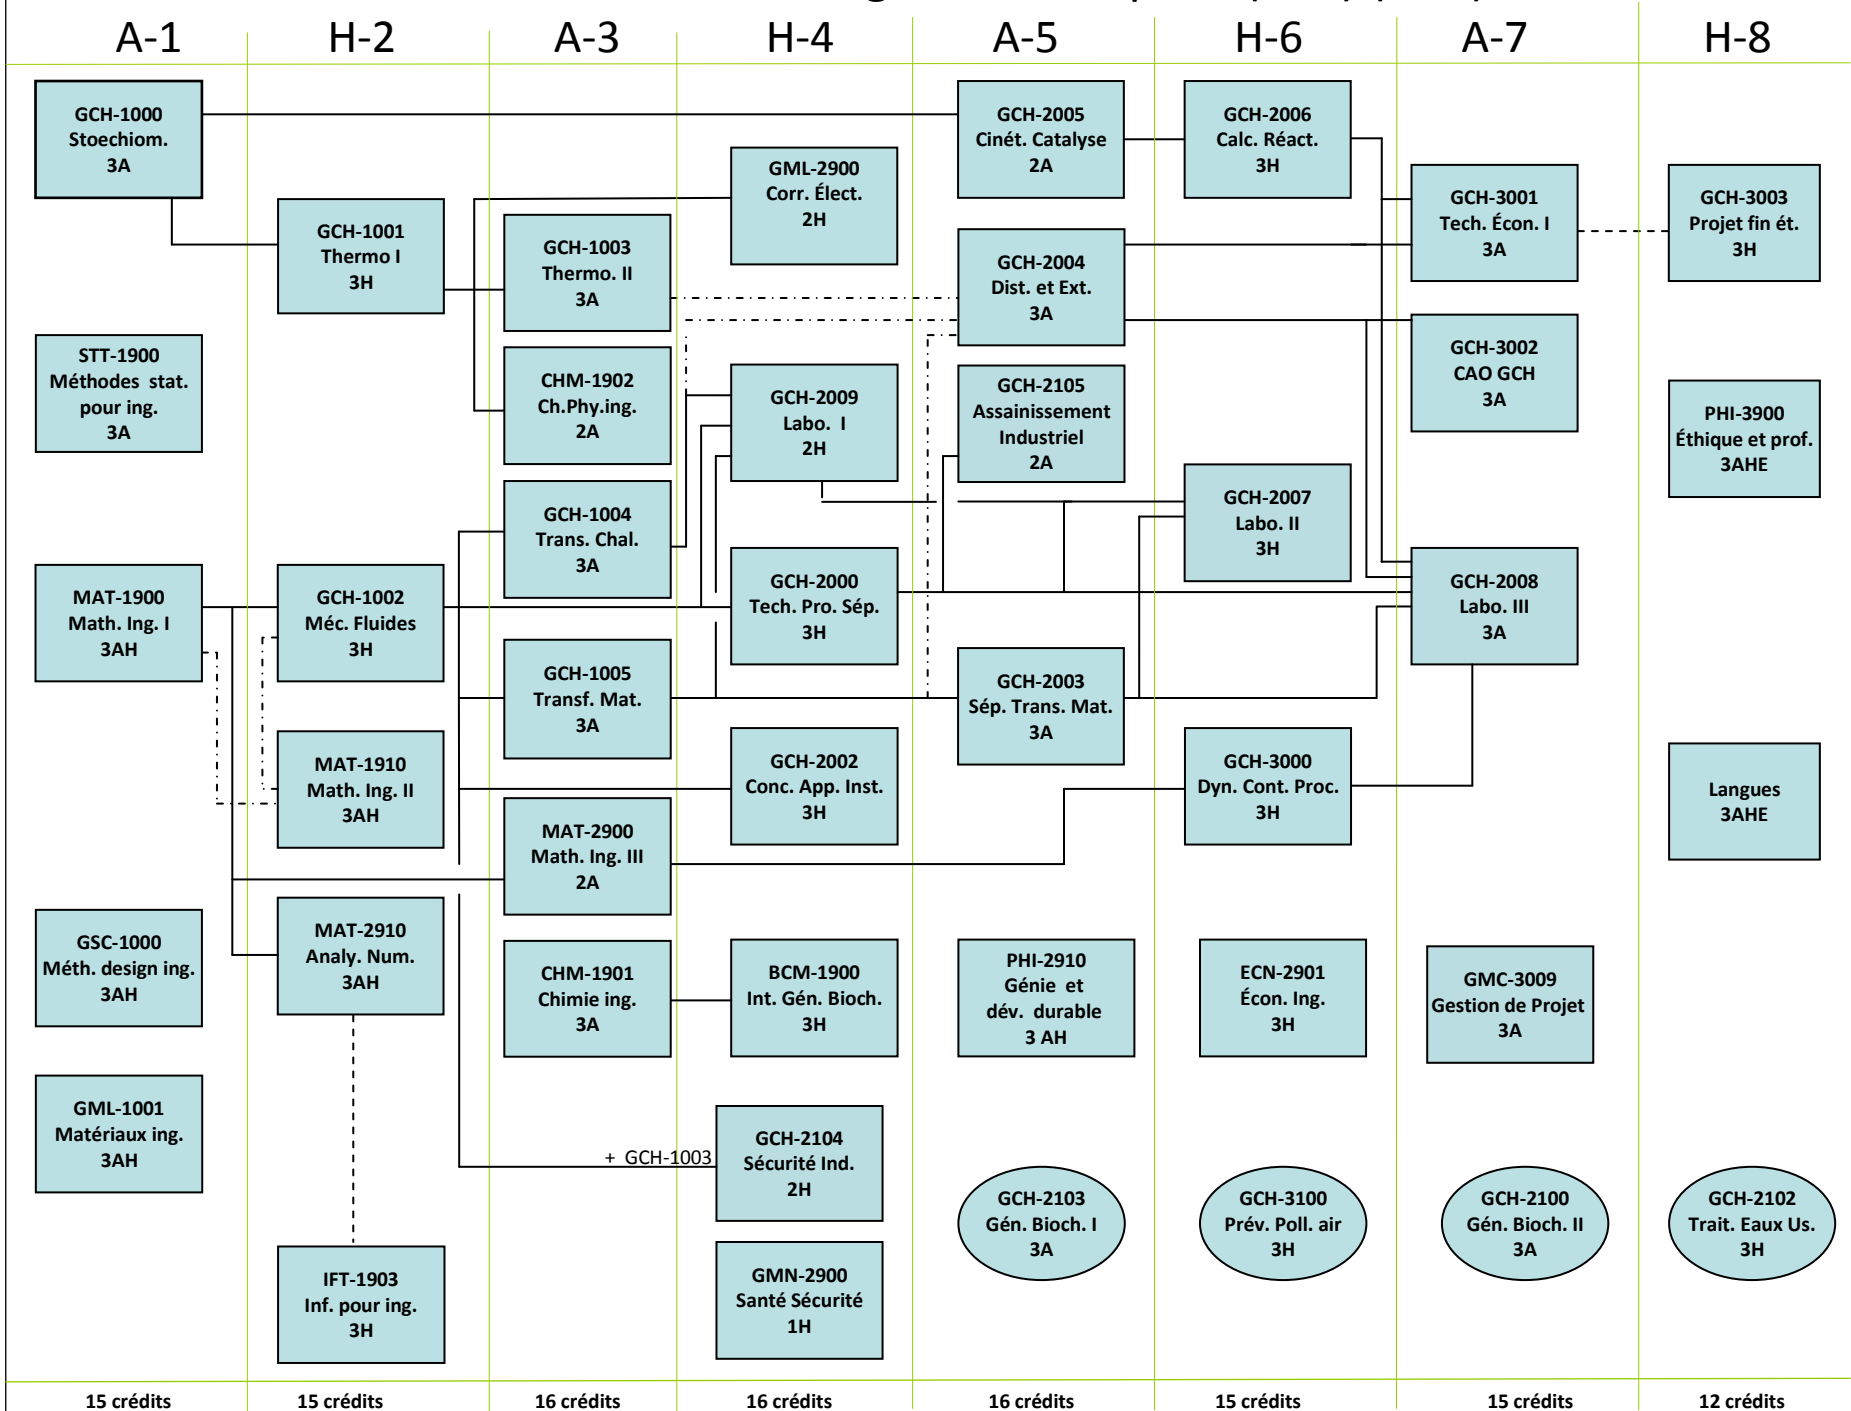 A-1
H-2
A-3
H-4
A-5
H-6
A-7
H-8
GCH-1000
Stoechiom.
3A
STT-1900
Méthodes stat.
pour ing.
3A
MAT-1900
Math. Ing. I
3AH
GSC-1000
Méth. design ing.
3AH
GML-1001
Matériaux ing.
3AH
GCH-1001
Thermo I
3H
GCH-1002
Méc. Fluides
3H
MAT-1910
Math. Ing. II
3AH
MAT-2910
Analy. Num.
3AH
IFT-1903
Inf. pour ing.
3H
GCH-1003
Thermo. II
3A
CHM-1902
Ch.Phy.ing.
2A
GCH-1004
Trans. Chal.
3A
GCH-1005
Transf. Mat.
3A
MAT-2900
Math. Ing. III
2A
CHM-1901
Chimie ing.
3A
GML-2900
Corr. Élect.
2H
GCH-2009
Labo. I
2H
GCH-2000
Tech. Pro. Sép.
3H
GCH-2002
Conc. App. Inst.
3H
BCM-1900
Int. Gén. Bioch.
3H
+ GCH-1003
GCH-2104
Sécurité Ind.
2H
GMN-2900
Santé Sécurité
1H
GCH-2005
Cinét. Catalyse
2A
GCH-2004
Dist. et Ext.
3A
GCH-2105
Assainissement
Industriel
2A
GCH-2003
Sép. Trans. Mat.
3A
PHI-2910
Génie et
dév. durable
3 AH
GCH-2103
Gén. Bioch. I
3A
GCH-2006
Calc. Réact.
3H
GCH-2007
Labo. II
3H
GCH-3000
Dyn. Cont. Proc.
3H
ECN-2901
Écon. Ing.
3H
GCH-3100
Prév. Poll. air
3H
GCH-3001
Tech. Écon. I
3A
GCH-3002
CAO GCH
3A
GCH-2008
Labo. III
3A
GMC-3009
Gestion de Projet
3A
GCH-2100
Gén. Bioch. II
3A
GCH-3003
Projet fin ét.
3H
PHI-3900
Éthique et prof.
3AHE
Langues
3AHE
GCH-2102
Trait. Eaux Us.
3H
15 crédits
15 crédits
16 crédits
16 crédits
16 crédits
15 crédits
15 crédits
12 crédits